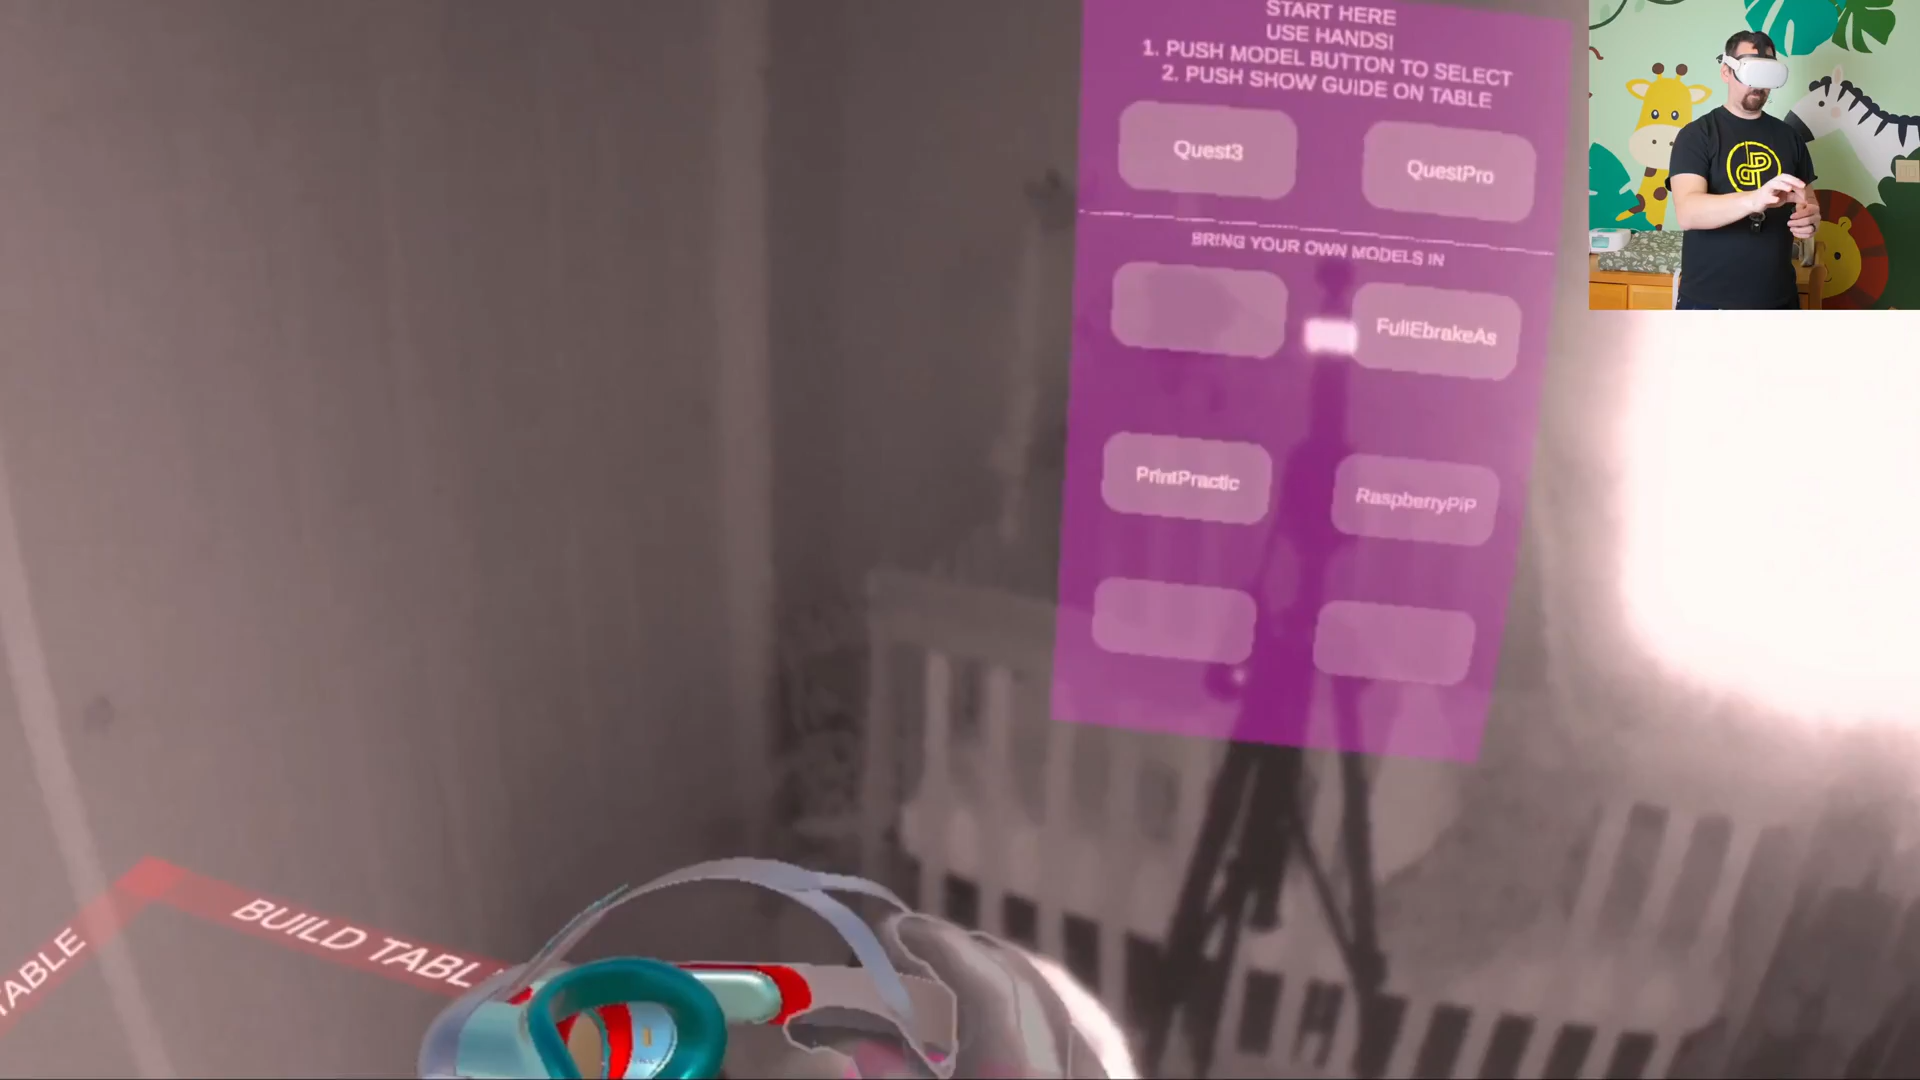 START HERE
USE HANDS!
1. PUSH MODEL BUTTON TO SELECT
2. PUSH SHOW GUIDE ON TABLE
Quest3
QuestPro
BRING YOUR OWN MODELS IN
FullEbrakeAs
PrintPractic
RaspberryPiP
TABLE
BUILD TABL